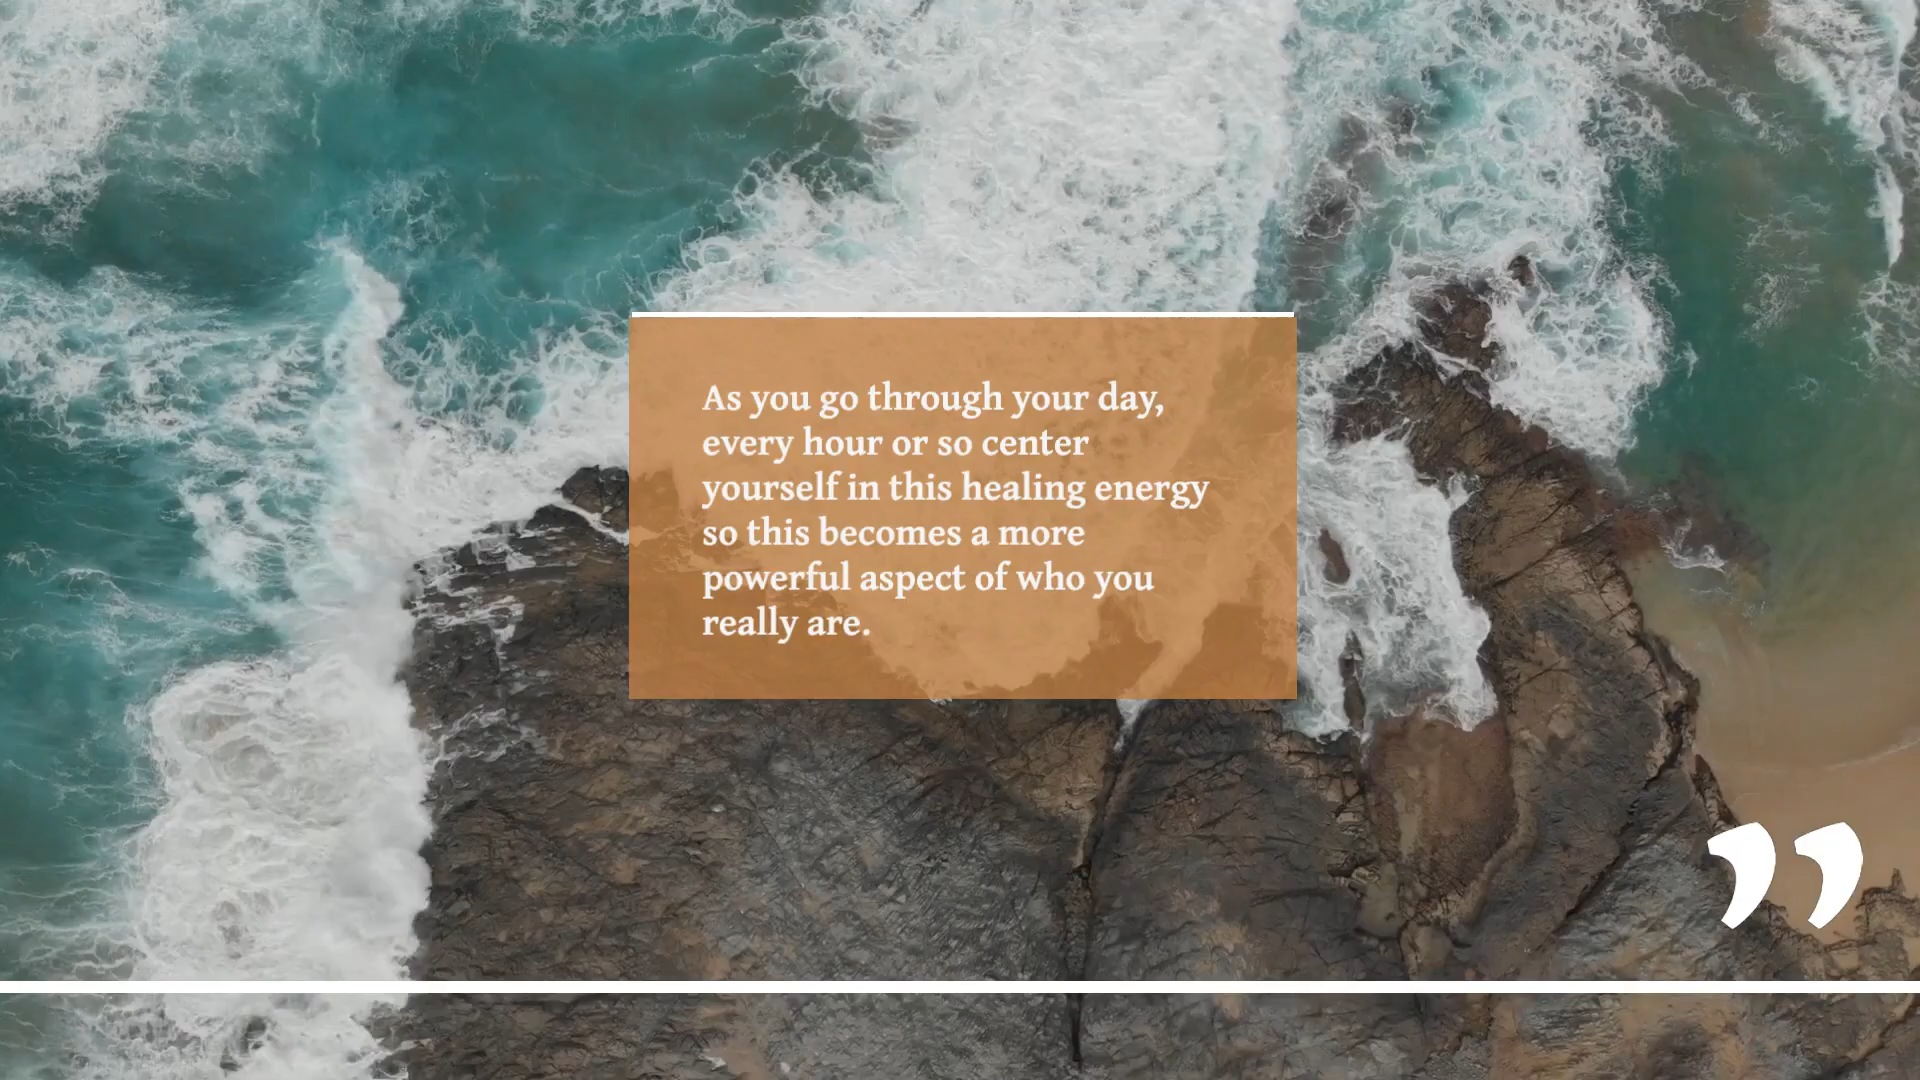 As you go through your day,
every hour or so center
yourself in this healing energy
so this becomes a more
powerful aspect of who you
really are.
”